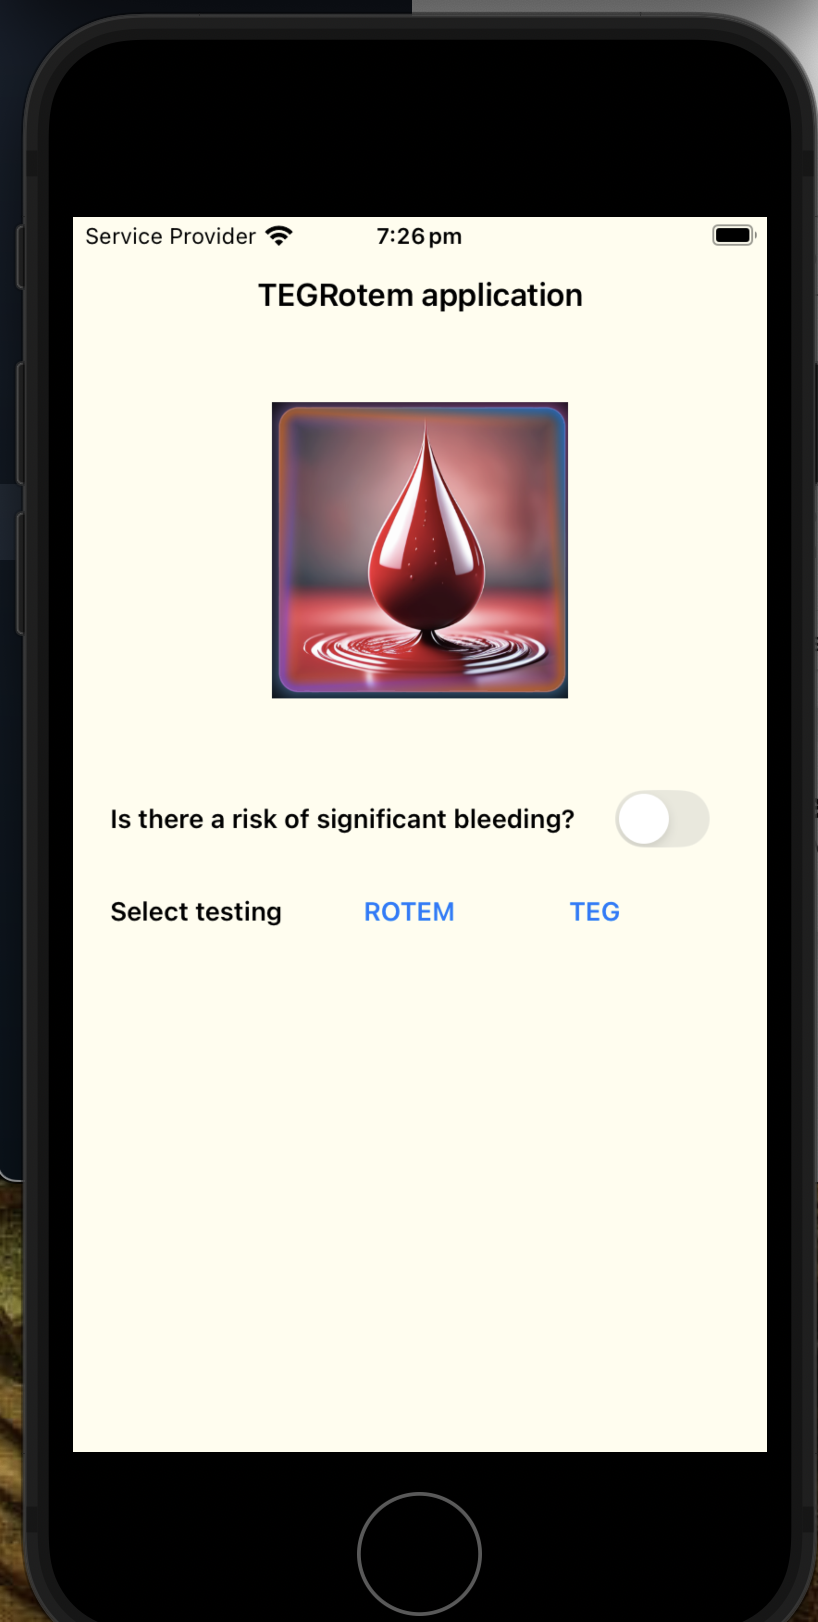 Service Provider 7:26 pm
TEGRotem application
Is there a risk of significant bleeding?
Select testing ROTEM TEG